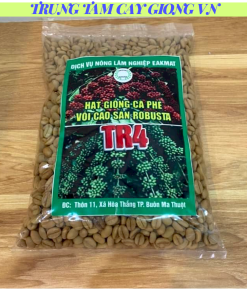 TRUNG TÂM CÂY GIỐNG VN
DỊCH VỤ NÔNG LÂM NGHIỆP EAKMAT
HẠT GIỐNG CÀ PHÊ
VỐI CAO SẢN ROBUSTA
TR4
ĐC: Thôn 11, Xã Hòa Thắng TP. Buôn Ma Thuột